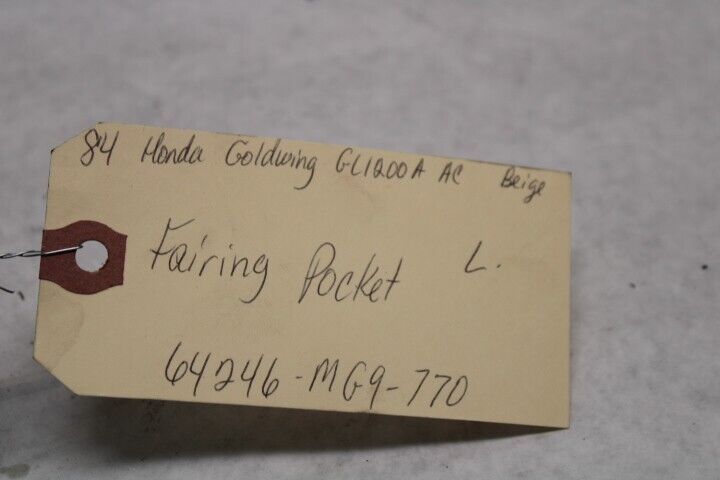 84 Honda Goldwing GL1200A AC Beige
Fairing Pocket L.
64246-MG9-770